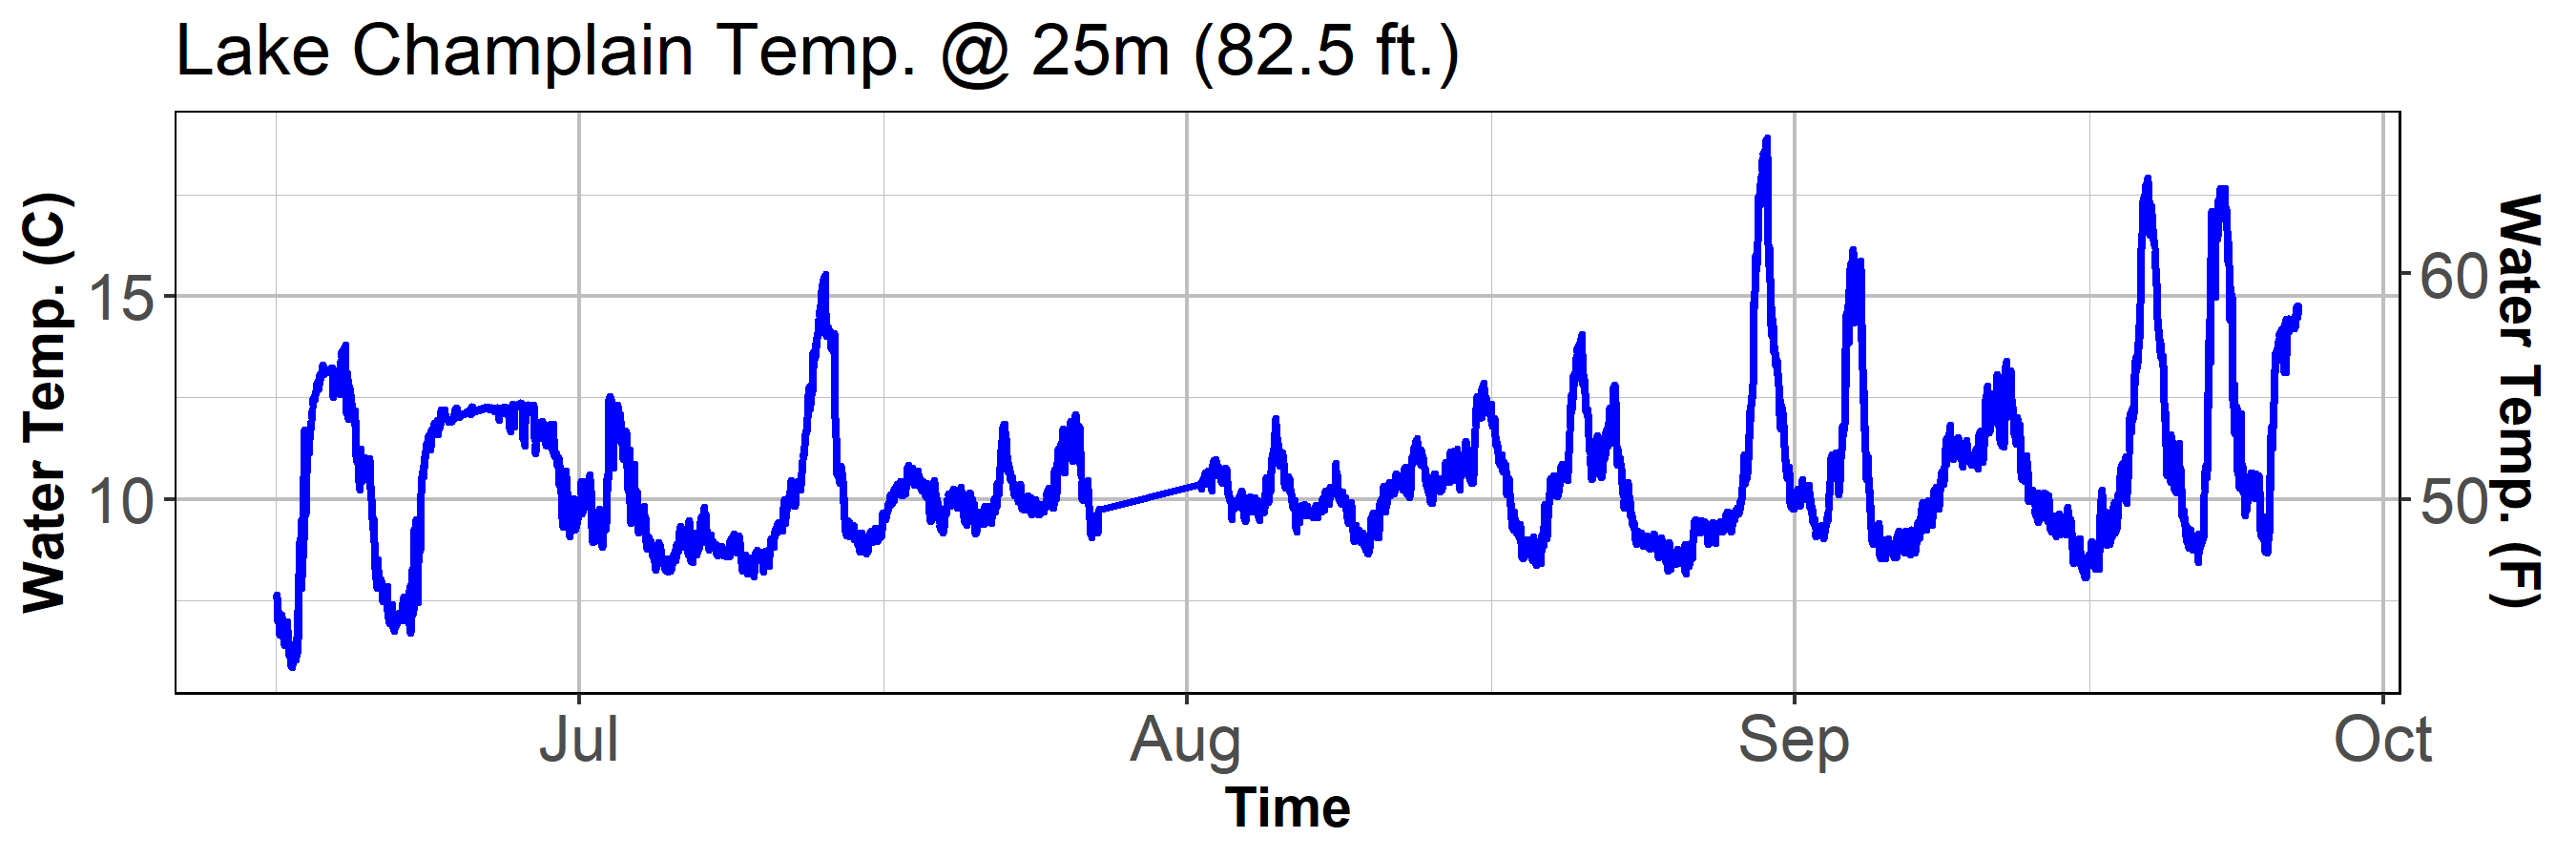 Lake Champlain Temp. @ 25m (82.5 ft.)
Water Temp. (C)
15
10
60
50
Water Temp. (F)
Jul
Aug
Sep
Oct
Time